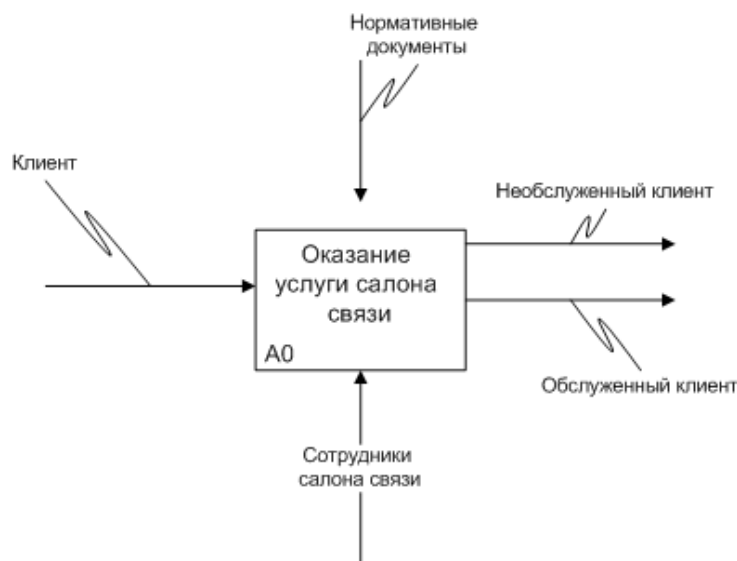 Нормативные
документы
Клиент
Необслуженный клиент
Оказание
услуги салона
связи
A0
Обслуженный клиент
Сотрудники
салона связи